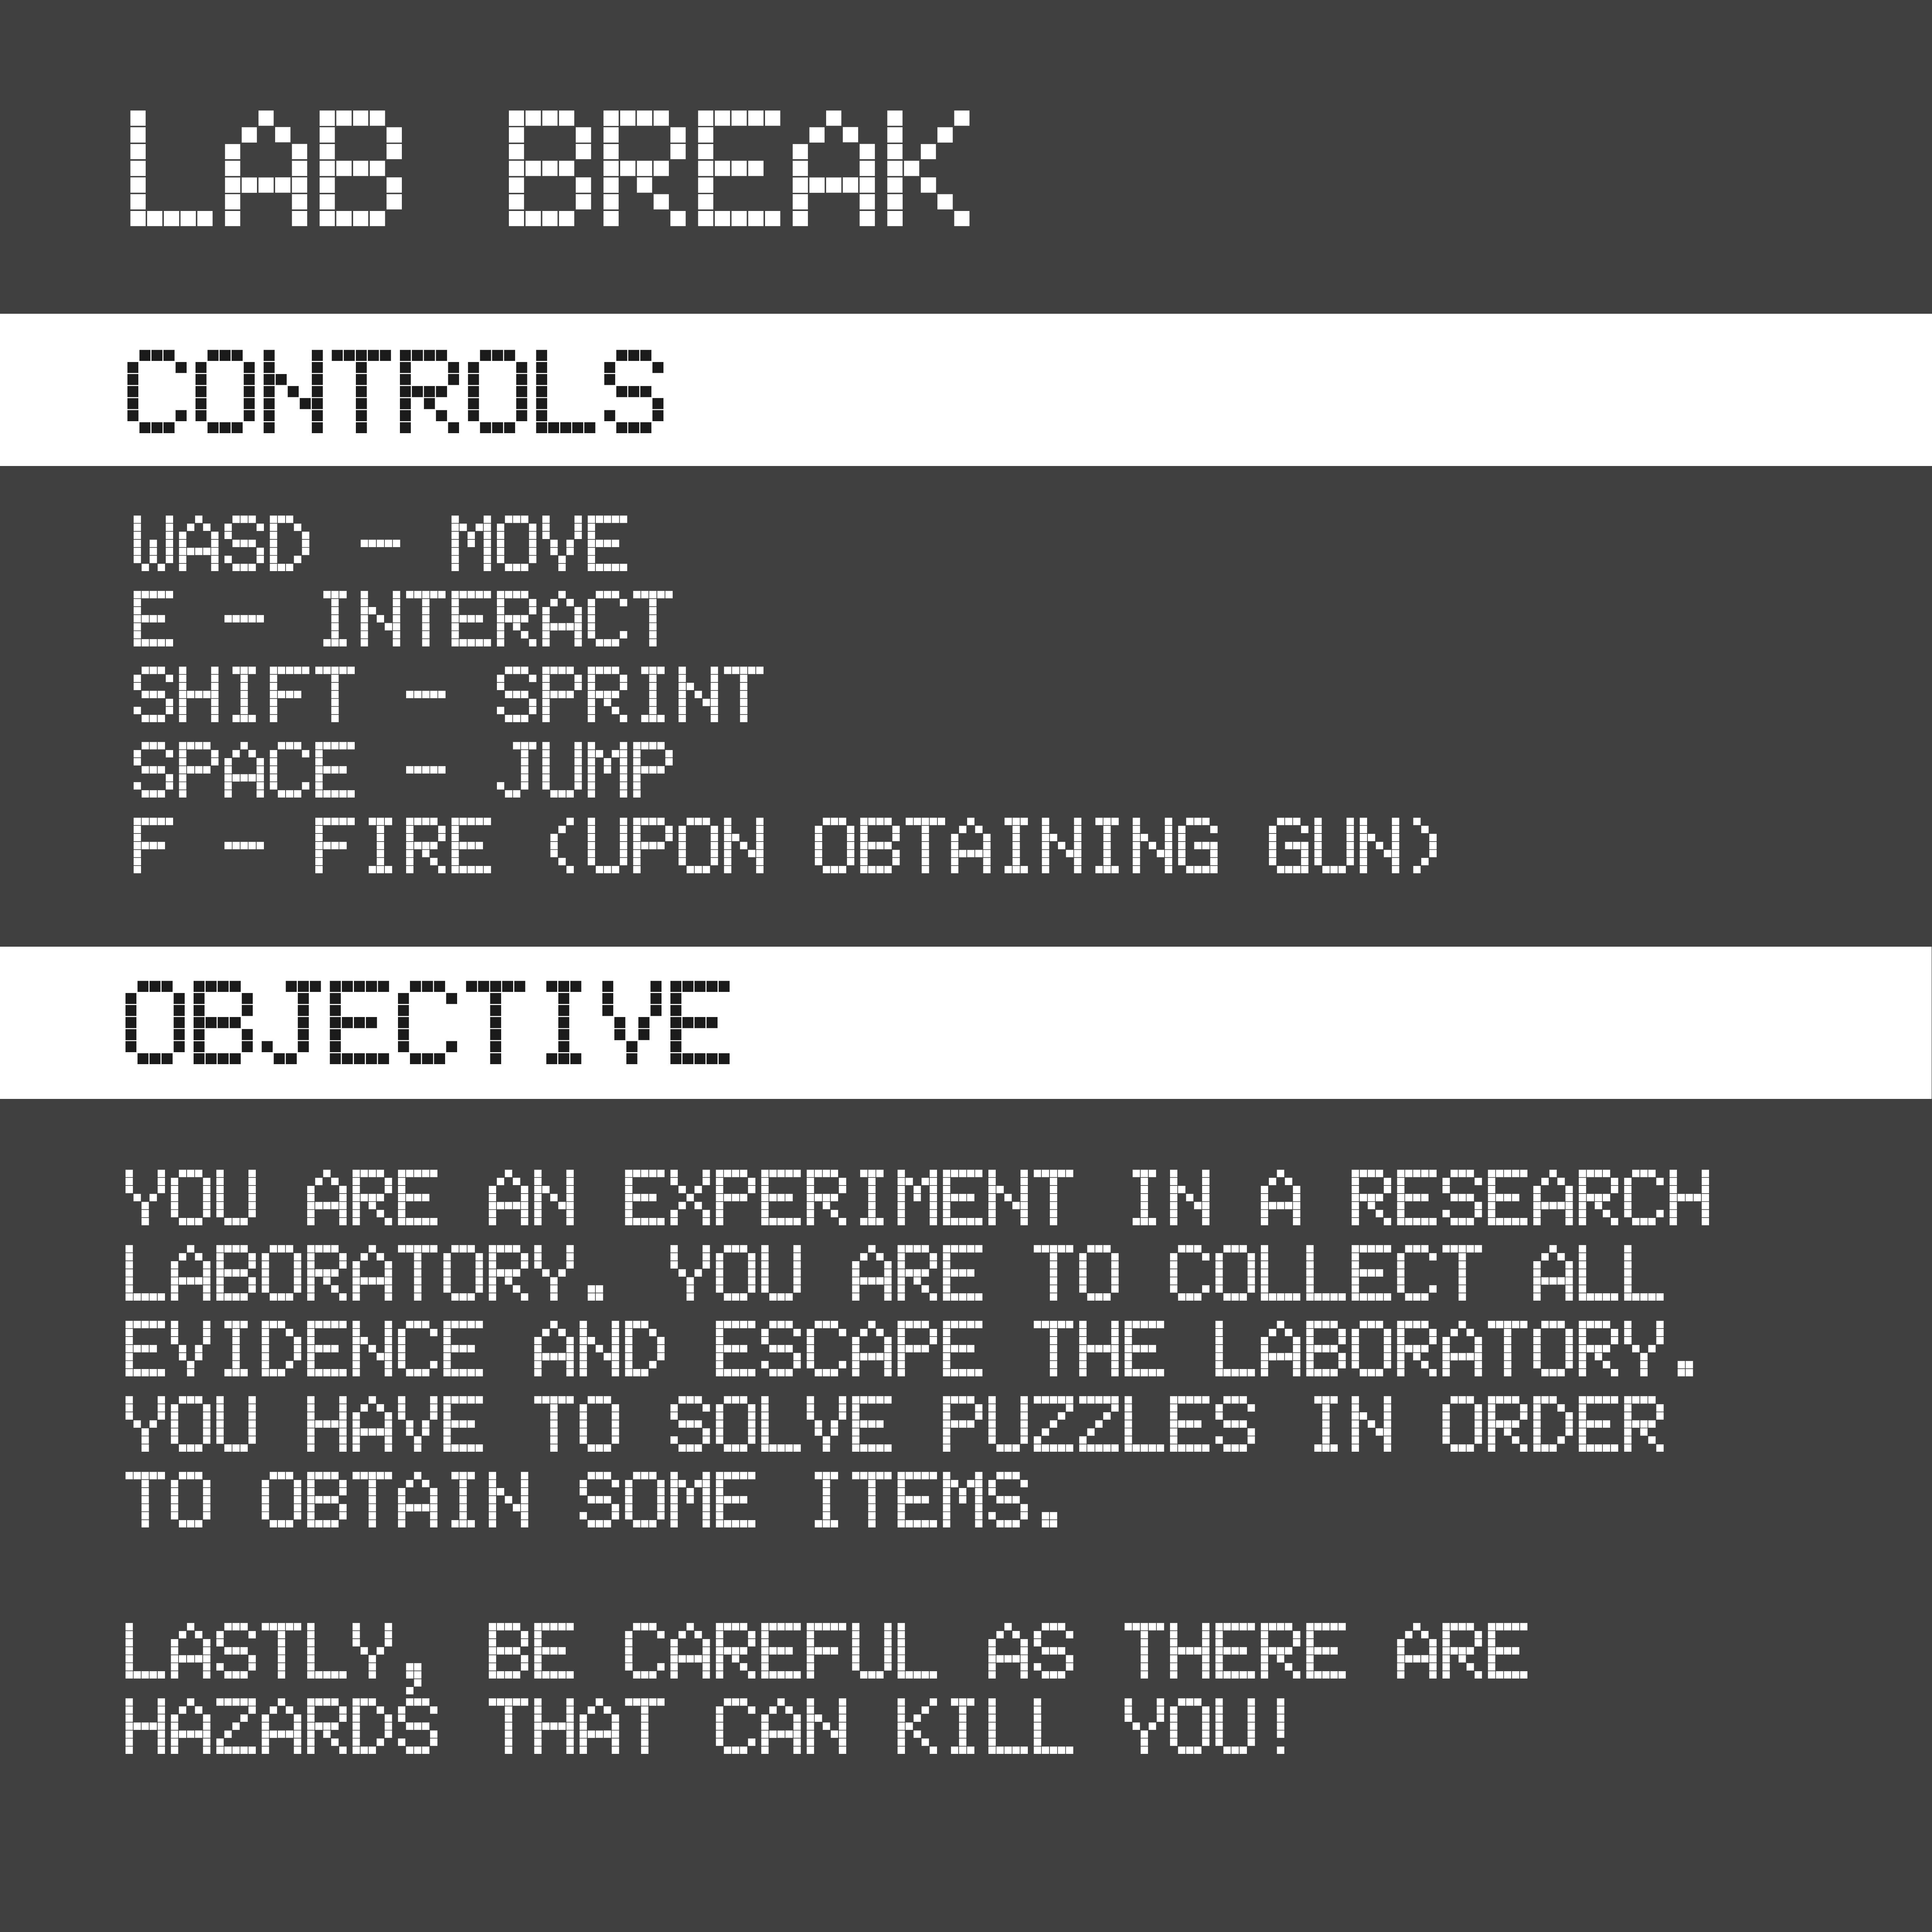 LAB BREAK
CONTROLS
WASD - MOVE
E - INTERACT
SHIFT - SPRINT
SPACE - JUMP
F - FIRE (UPON OBTAINING GUN)
OBJECTIVE
YOU ARE AN EXPERIMENT IN A RESEARCH
LABORATORY. YOU ARE TO COLLECT ALL
EVIDENCE AND ESCAPE THE LABORATORY.
YOU HAVE TO SOLVE PUZZLES IN ORDER
TO OBTAIN SOME ITEMS.
LASTLY, BE CAREFUL AS THERE ARE
HAZARDS THAT CAN KILL YOU!